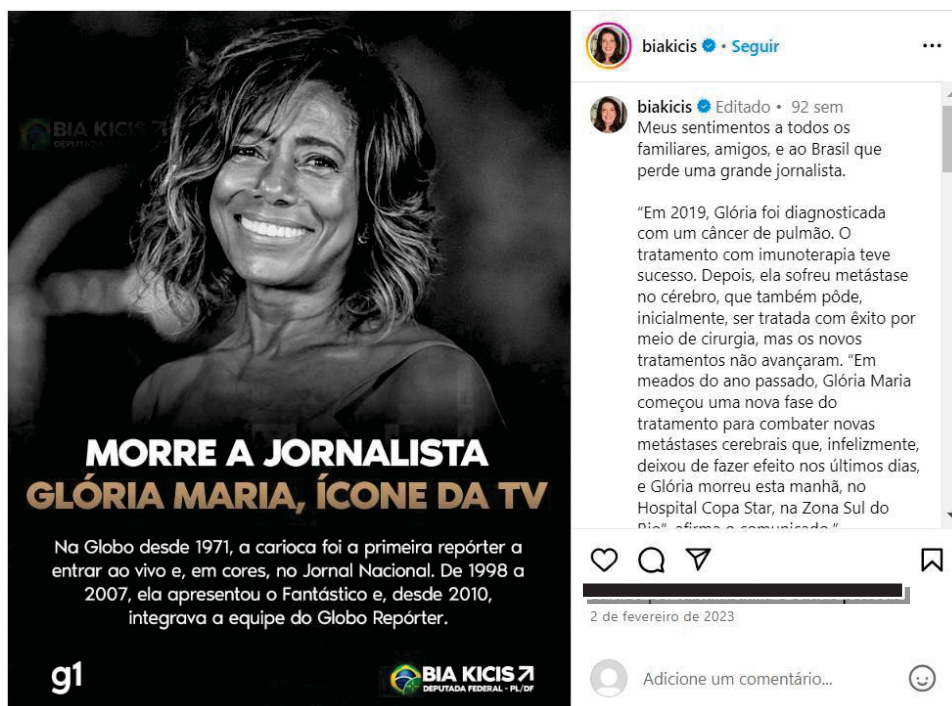 BIA KICIS
MORRE A JORNALISTA
GLÓRIA MARIA, ÍCONE DA TV
Na Globo desde 1971, a carioca foi a primeira repórter a
entrar ao vivo e, em cores, no Jornal Nacional. De 1998 a
2007, ela apresentou o Fantástico e, desde 2010,
integrava a equipe do Globo Repórter.
g1
BIA KICIS
DEPUTADA FEDERAL - PL/DF
biakicis • Seguir
biakicis Editado • 92 sem
Meus sentimentos a todos os
familiares, amigos, e ao Brasil que
perde uma grande jornalista.
“Em 2019, Glória foi diagnosticada
com um câncer de pulmão. O
tratamento com imunoterapia teve
sucesso. Depois, ela sofreu metástase
no cérebro, que também pôde,
inicialmente, ser tratada com êxito por
meio de cirurgia, mas os novos
tratamentos não avançaram. “Em
meados do ano passado, Glória Maria
começou uma nova fase do
tratamento para combater novas
metástases cerebrais que, infelizmente,
deixou de fazer efeito nos últimos dias,
e Glória morreu esta manhã, no
Hospital Copa Star, na Zona Sul do
Rio”, afirma o comunicado.”
2 de fevereiro de 2023
Adicione um comentário...